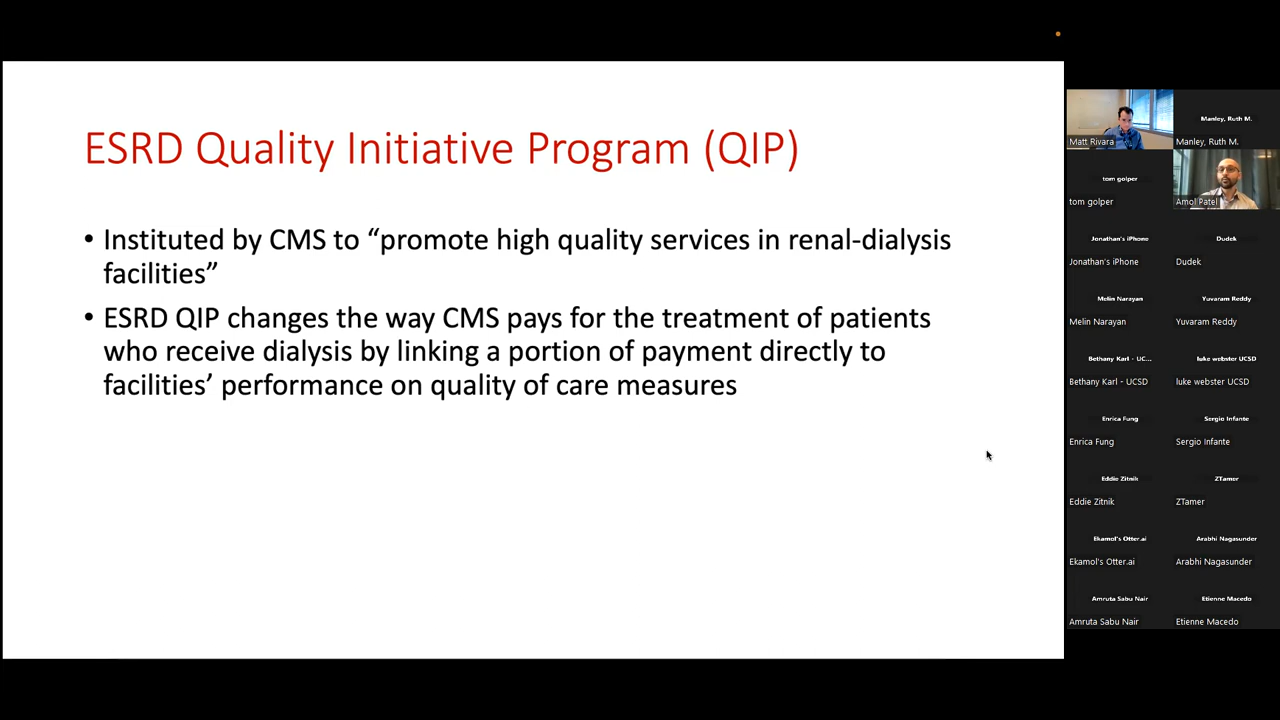 ESRD Quality Initiative Program (QIP)
• Instituted by CMS to “promote high quality services in renal-dialysis
facilities”
• ESRD QIP changes the way CMS pays for the treatment of patients
who receive dialysis by linking a portion of payment directly to
facilities’ performance on quality of care measures
Matt Rivara
Manley, Ruth M.
Manley, Ruth M.
tom golper
tom golper
Amol Patel
Jonathan's iPhone
Jonathan's iPhone
Dudek
Dudek
Melin Narayan
Melin Narayan
Yuvaram Reddy
Yuvaram Reddy
Bethany Karl - UC...
Bethany Karl - UCSD
luke webster UCSD
luke webster UCSD
Enrica Fung
Enrica Fung
Sergio Infante
Sergio Infante
Eddie Zitnik
Eddie Zitnik
ZTamer
ZTamer
Ekamol's Otter.ai
Ekamol's Otter.ai
Arabhi Nagasunder
Arabhi Nagasunder
Amruta Sabu Nair
Amruta Sabu Nair
Etienne Macedo
Etienne Macedo